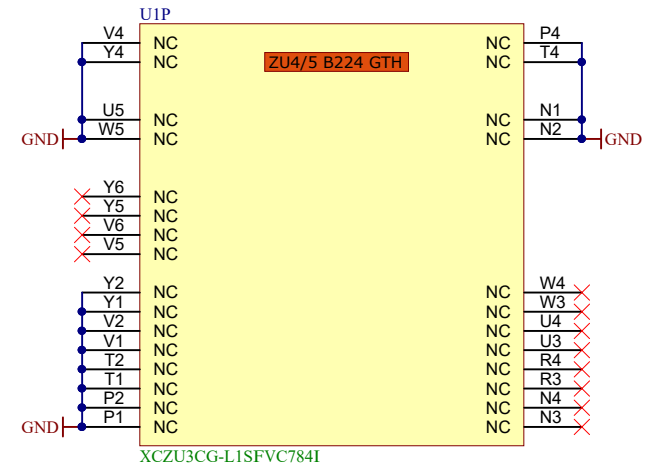 U1P
V4 NC NC P4
Y4 NC ZU4/5 B224 GTH NC T4
U5 NC NC N1
GND W5 NC NC N2 GND
Y6 NC
Y5 NC
V6 NC
V5 NC
Y2 NC NC W4
Y1 NC NC W3
V2 NC NC U4
V1 NC NC U3
T2 NC NC R4
T1 NC NC R3
P2 NC NC N4
GND P1 NC NC N3
XCZU3CG-L1SFVC784I